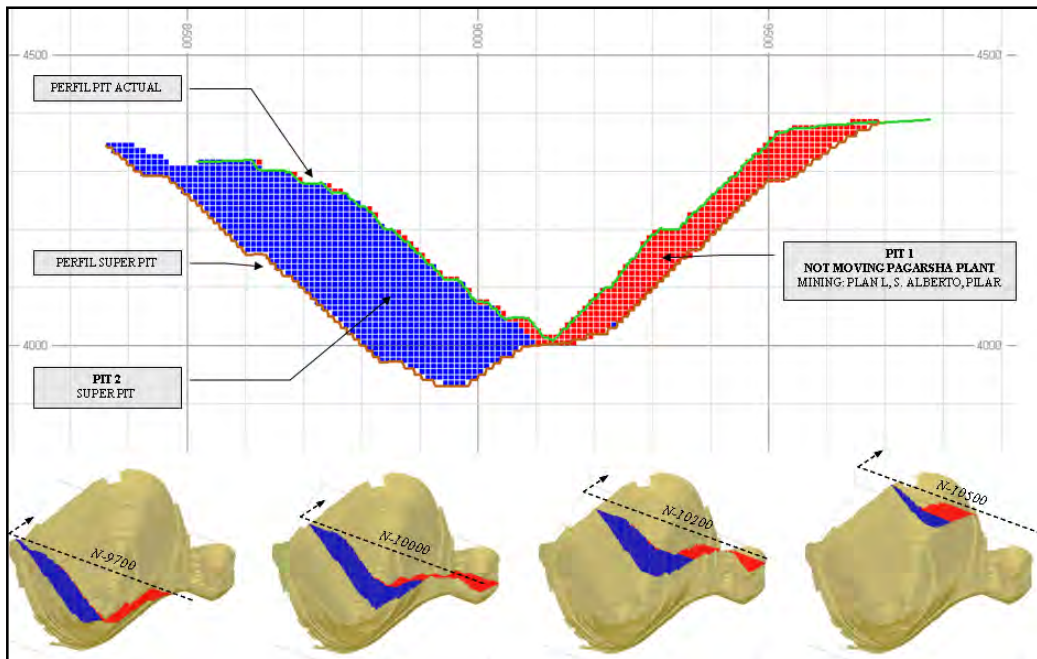 8500
9000
9500
4500
4500
PERFIL PIT ACTUAL
PERFIL SUPER PIT
PIT 1
NOT MOVING PAGARSHA PLANT
MINING: PLAN L, S. ALBERTO, PILAR
4000
4000
PIT 2
SUPER PIT
N-9700
N-10000
N-10200
N-10500